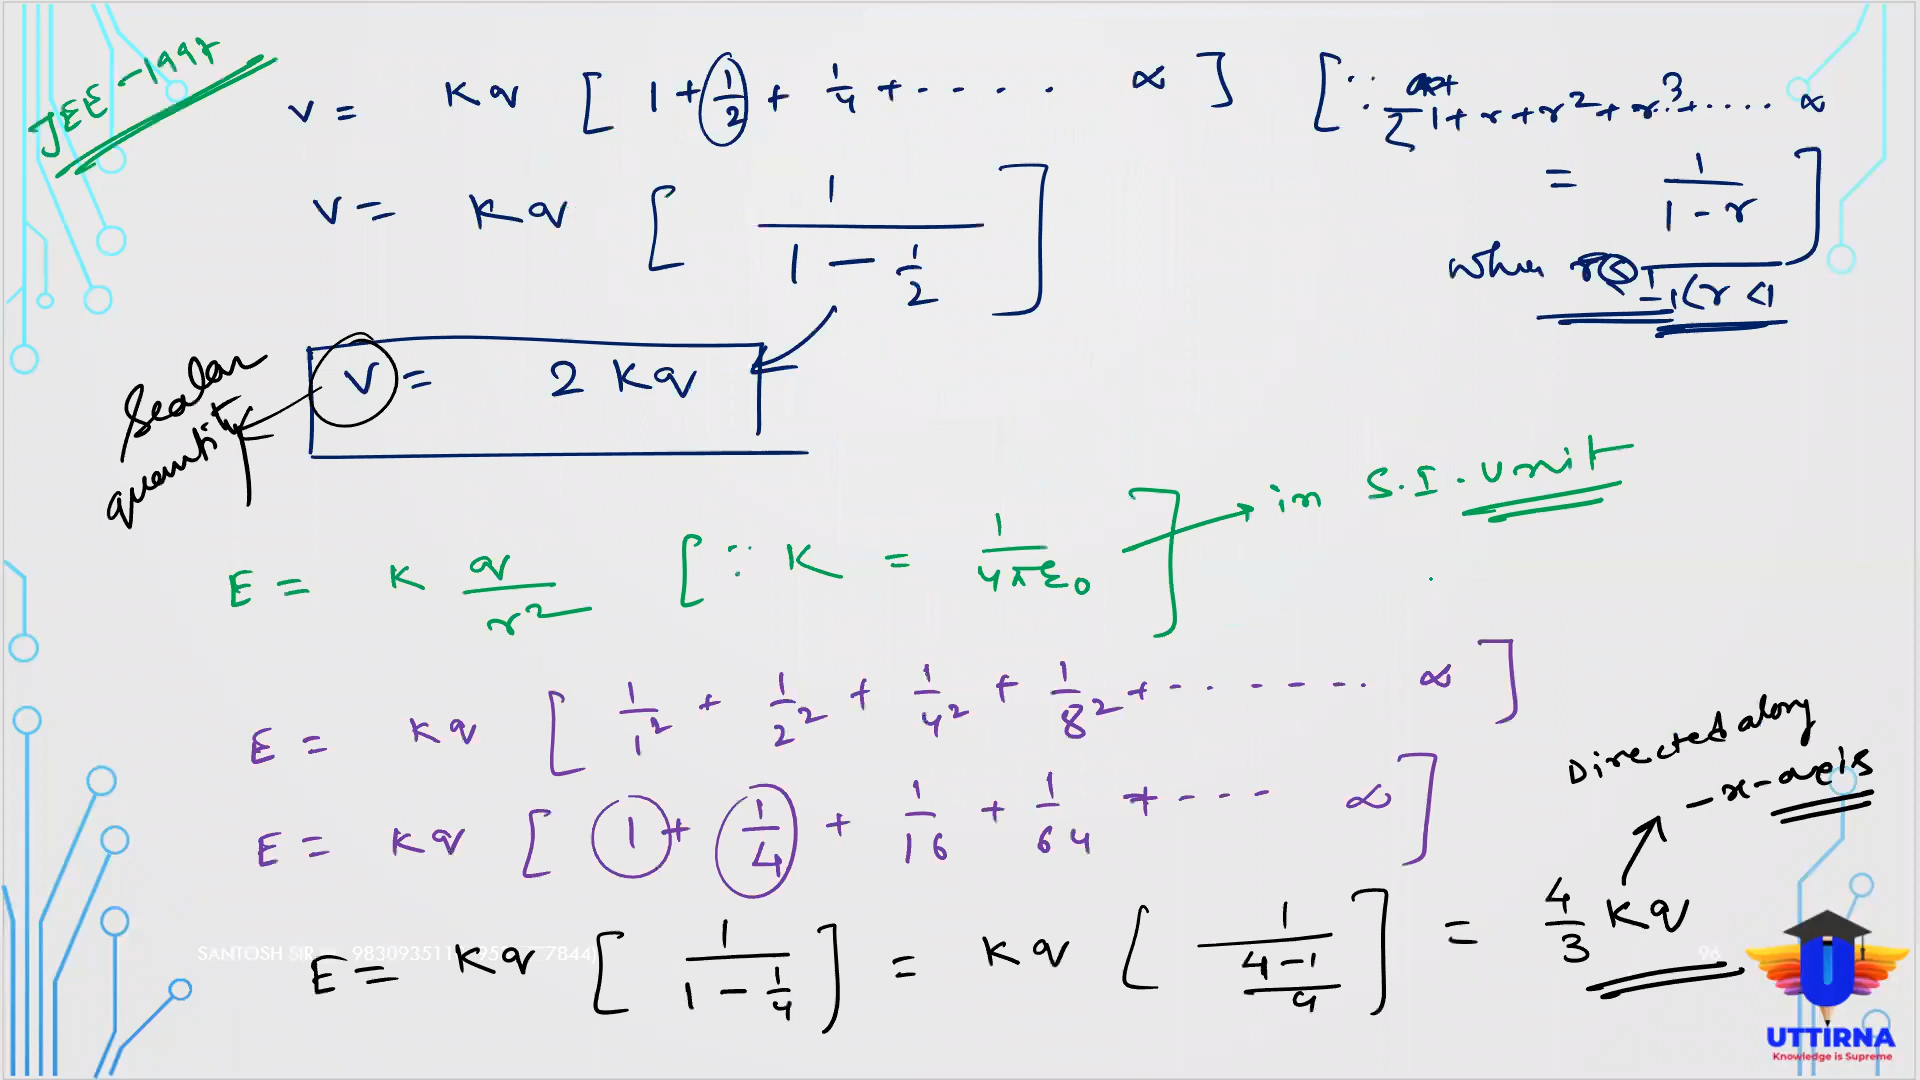 JEE-1997
V = Kq [ 1 + 1/2 + 1/4 + ..... ∝ ]
[ ∵ 1 + r + r² + r³ + .... ∝
= 1/(1 - r) ]
when
-1 < r < 1
V = Kq [ 1/(1 - 1/2) ]
V = 2 Kq
Scalar
quantity
E = K q/r² [ ∵ K = 1/(4πε₀) ] → in S.I. Unit
E = Kq [ 1/1² + 1/2² + 1/4² + 1/8² + ....... ∝ ]
E = Kq [ 1 + 1/4 + 1/16 + 1/64 + .... ∝ ]
Directed along
-x-axis
E = Kq [ 1/(1 - 1/4) ] = Kq [ 1/((4-1)/4) ] = 4/3 Kq
SANTOSH SIR
96
UTTIRNA
Knowledge is Supreme